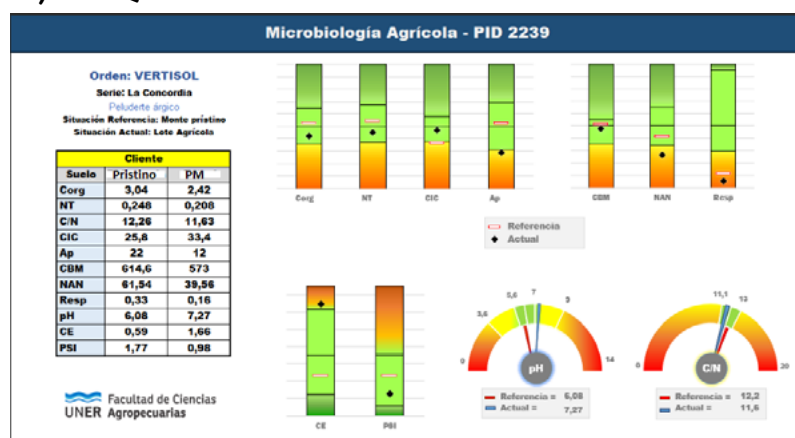 Microbiología Agrícola - PID 2239
Orden: VERTISOL
Serie: La Concordia
Peluderte árgico
Situación Referencia: Monte prístino
Situación Actual: Lote Agrícola
Cliente
Suelo Pristino PM
Corg 3,04 2,42
NT 0,248 0,208
C/N 12,26 11,63
CIC 25,8 33,4
Ap 22 12
CBM 614,6 573
NAN 61,54 39,56
Resp 0,33 0,16
pH 6,08 7,27
CE 0,59 1,66
PSI 1,77 0,98
UNER Facultad de Ciencias
Agropecuarias
Corg NT CIC Ap
CBM NAN Resp
Referencia
Actual
CE PSI
0 3,6 5,6 7 9 14
pH
Referencia = 6,08
Actual = 7,27
0 11,1 13 20
C/N
Referencia = 12,2
Actual = 11,6